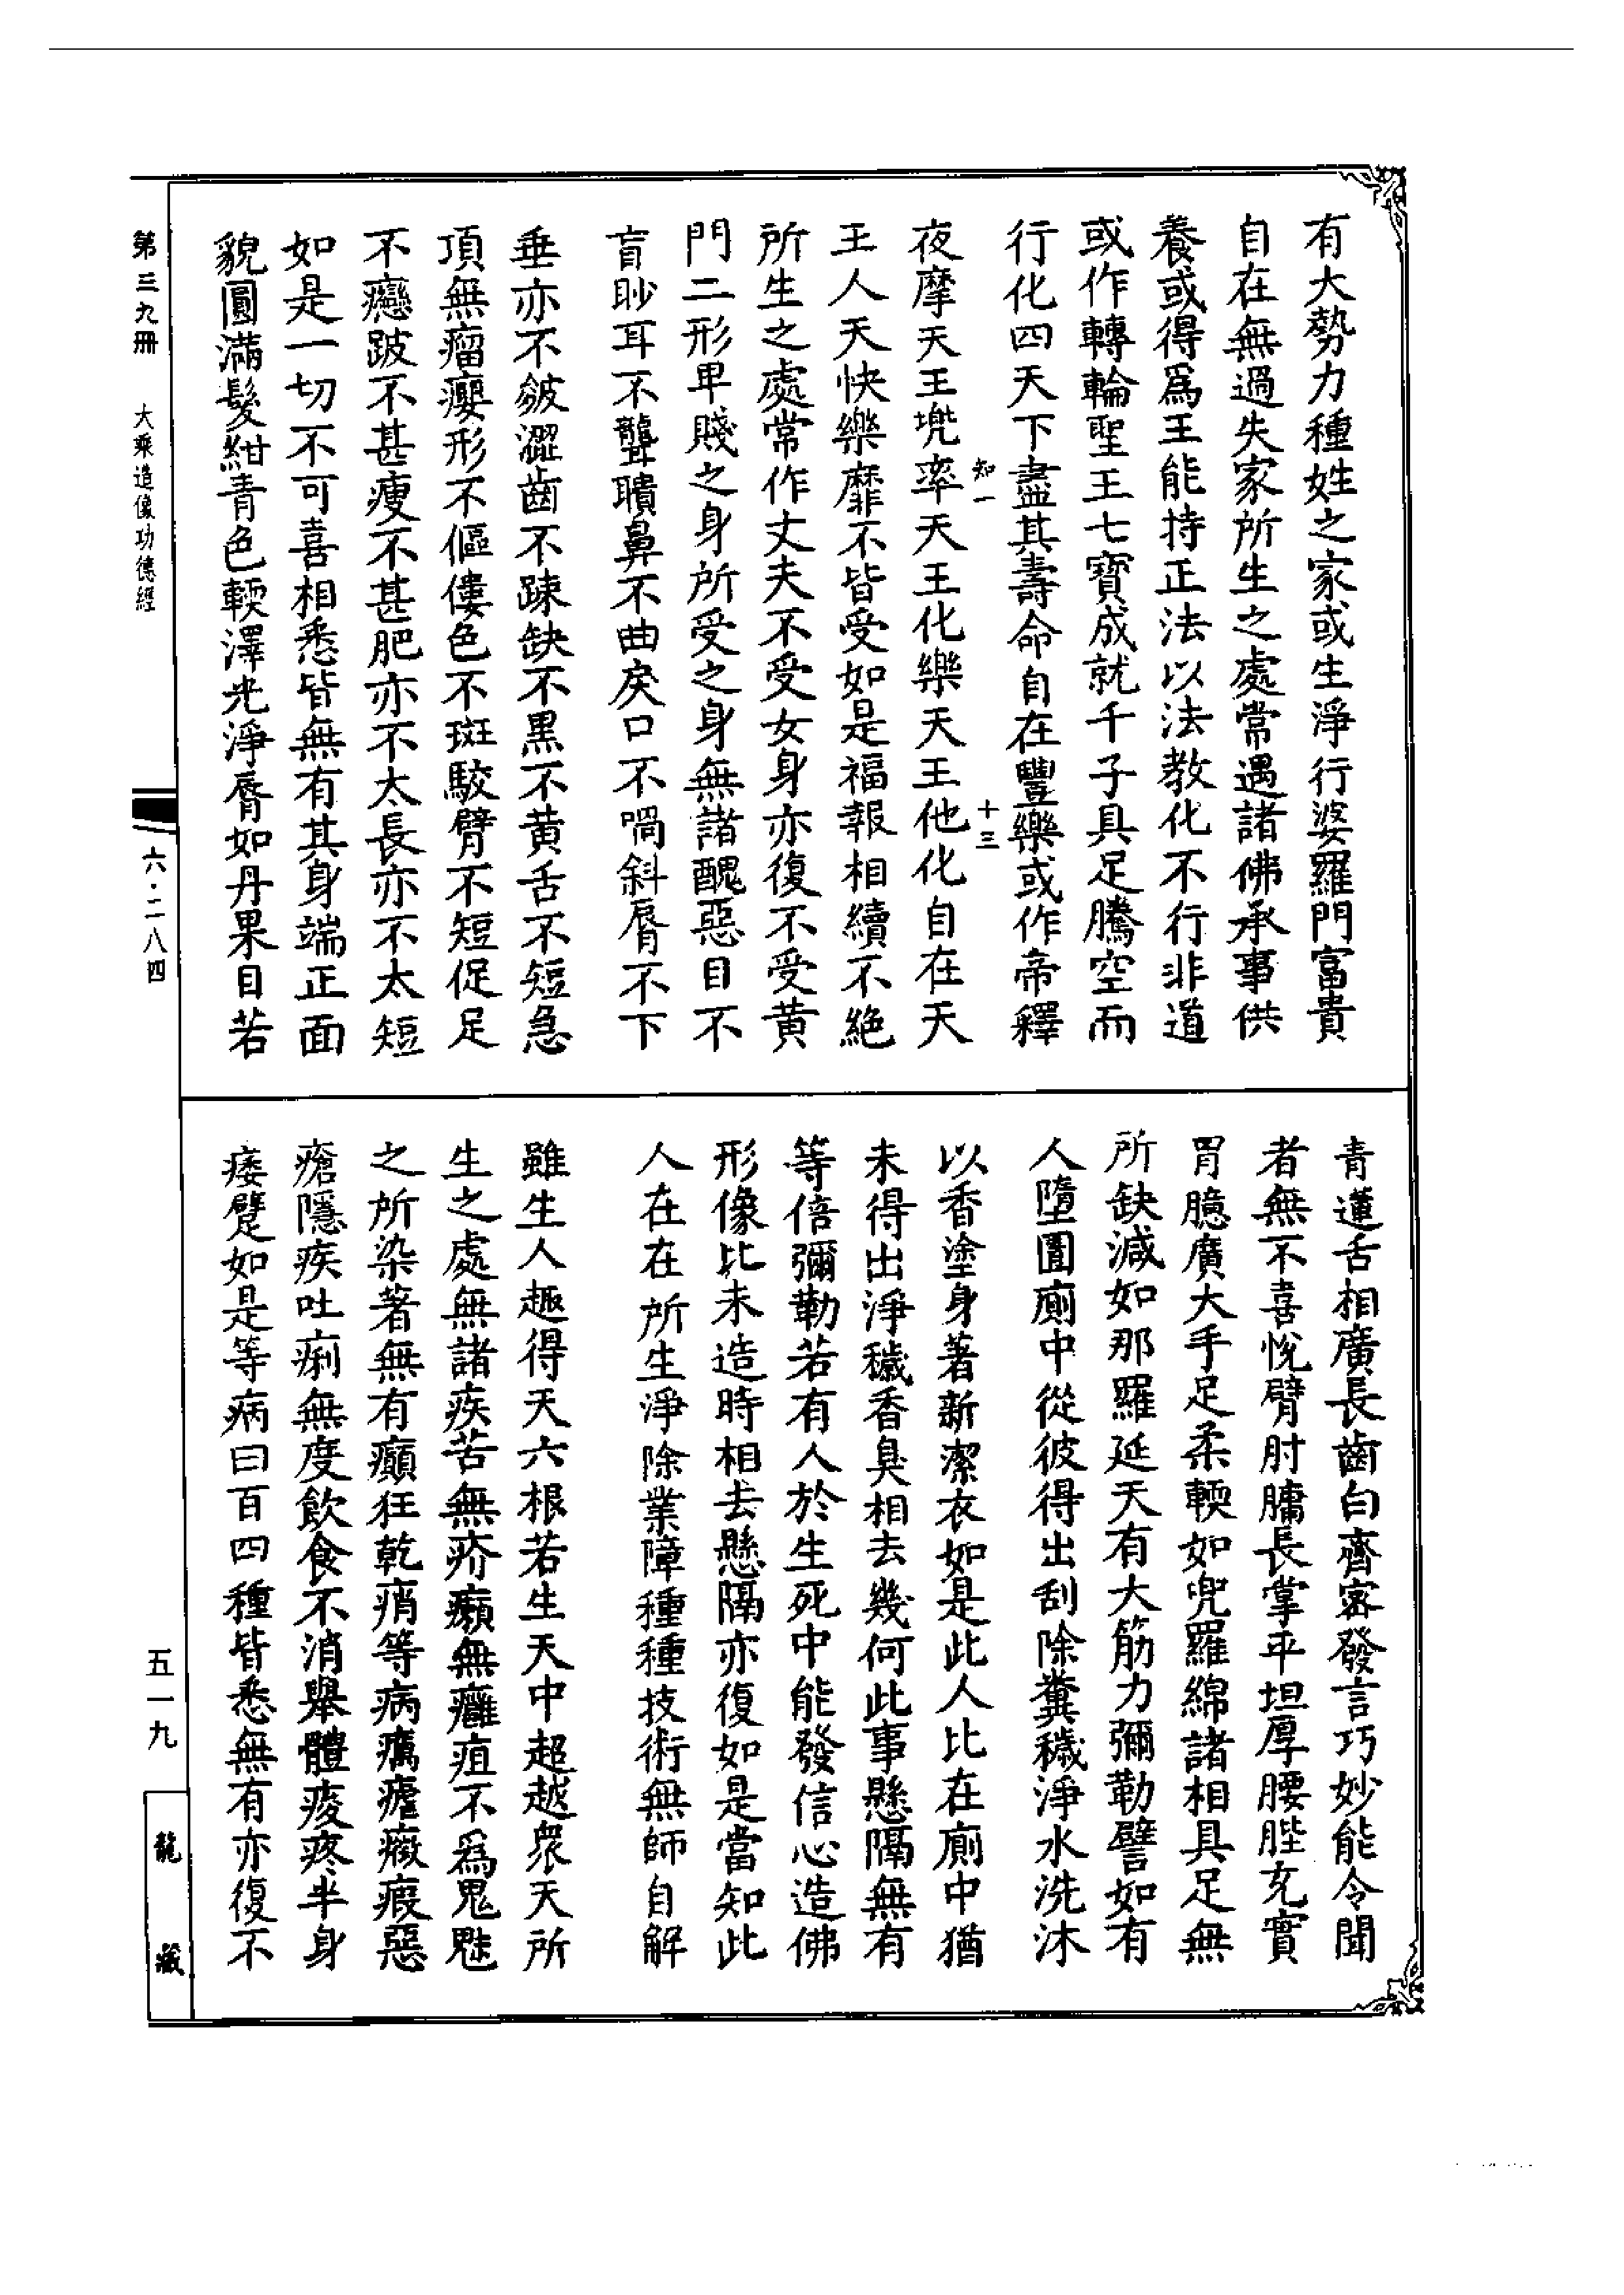 有大勢力種姓之家或生淨行婆羅門富貴
自在無過失家所生之處常遇諸佛承事供
養或得爲王能持正法以法教化不行非道
或作轉輪聖王七寶成就千子具足騰空而
行化四天下盡其壽命自在豐樂或作帝釋
知一 十三
夜摩天王兜率天王化樂天王他化自在天
王人天快樂靡不皆受如是福報相續不絶
所生之處常作丈夫不受女身亦復不受黄
門二形卑賤之身所受之身無諸醜惡目不
盲眇耳不聾聵鼻不曲戾口不喎斜脣不下
垂亦不皴澀齒不踈缺不黒不黄舌不短急
頂無瘤癭形不傴僂色不斑駮臂不短促足
不癴跛不甚瘦不甚肥亦不太長亦不太短
如是一切不可喜相悉皆無有其身端正面
貌圓滿髮紺青色輭澤光淨脣如丹果目若
青蓮舌相廣長齒白齊密發言巧妙能令聞
者無不喜悅臂肘𦟛長掌平坦厚腰髀充實
胃臆廣大手足柔輭如兜羅綿諸相具足無
所缺減如那羅延天有大筋力彌勒譬如有
人墮圊廁中從彼得出刮除糞穢淨水洗沐
以香塗身著新潔衣如是此人比在廁中猶
未得出淨穢香臭相去幾何此事懸隔無有
等倍彌勒若有人於生死中能發信心造佛
形像比未造時相去懸隔亦復如是當知此
人在在所生淨除業障種種技術無師自解
雖生人趣得天六根若生天中超越衆天所
生之處無諸疾苦無疥癩無癰疽不爲鬼魅
之所染著無有癲狂乾痟等病癘瘧癥瘕惡
瘡隱疾吐痢無度飲食不消舉體痠疼半身
痿躄如是等病曰百四種皆悉無有亦復不
第三九冊 大乘造像功德經
六·二八四
五一九
龍藏